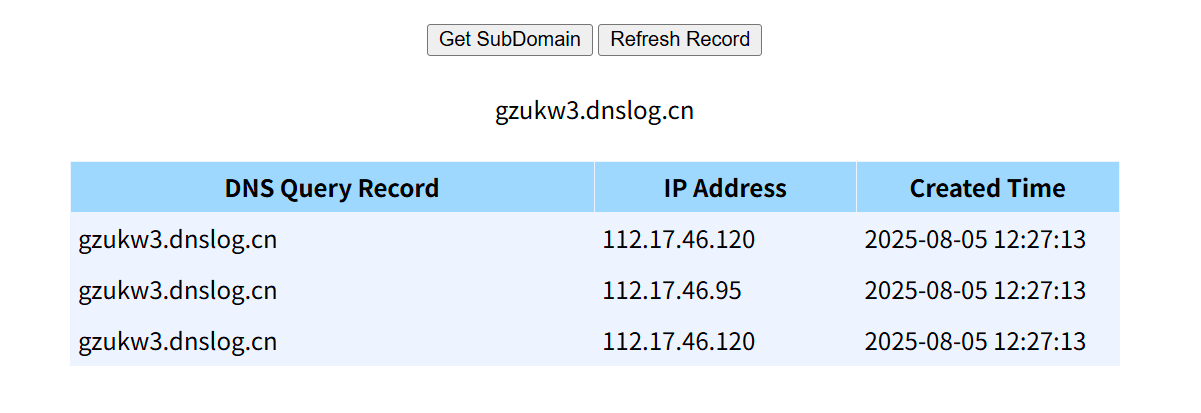 Get SubDomain Refresh Record
gzukw3.dnslog.cn
DNS Query Record IP Address Created Time
gzukw3.dnslog.cn 112.17.46.120 2025-08-05 12:27:13
gzukw3.dnslog.cn 112.17.46.95 2025-08-05 12:27:13
gzukw3.dnslog.cn 112.17.46.120 2025-08-05 12:27:13